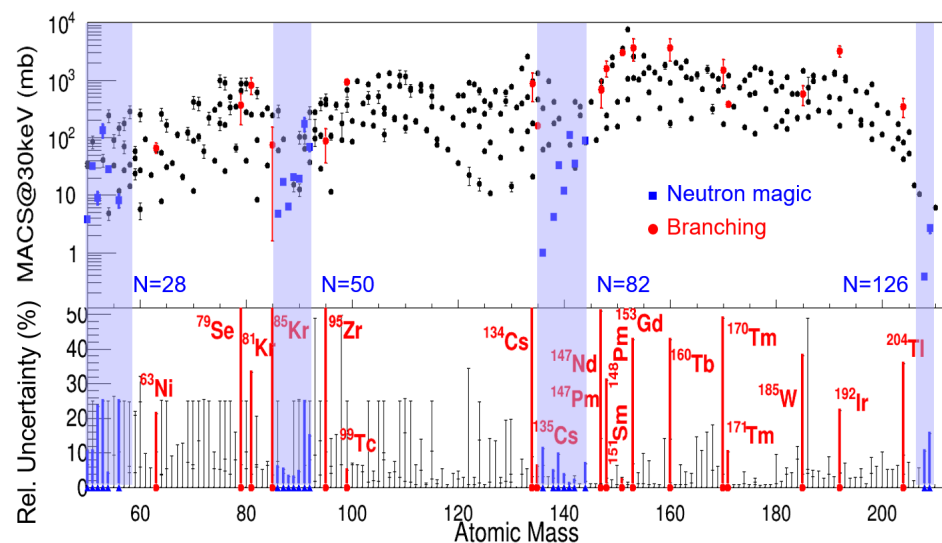 MACS@30keV (mb)
10⁴
10³
10²
10
1
■ Neutron magic
● Branching
N=28
N=50
N=82
N=126
Rel. Uncertainty (%)
50
40
30
20
10
0
⁶³Ni
⁷⁹Se
⁸¹Kr
⁸⁵Kr
⁹⁵Zr
⁹⁹Tc
¹³⁴Cs
¹³⁵Cs
¹⁴⁷Nd
¹⁴⁷Pm
¹⁴⁸Pm
¹⁵¹Sm
¹⁵³Gd
¹⁶⁰Tb
¹⁷⁰Tm
¹⁷¹Tm
¹⁸⁵W
¹⁹²Ir
²⁰⁴Tl
60
80
100
120
140
160
180
200
Atomic Mass